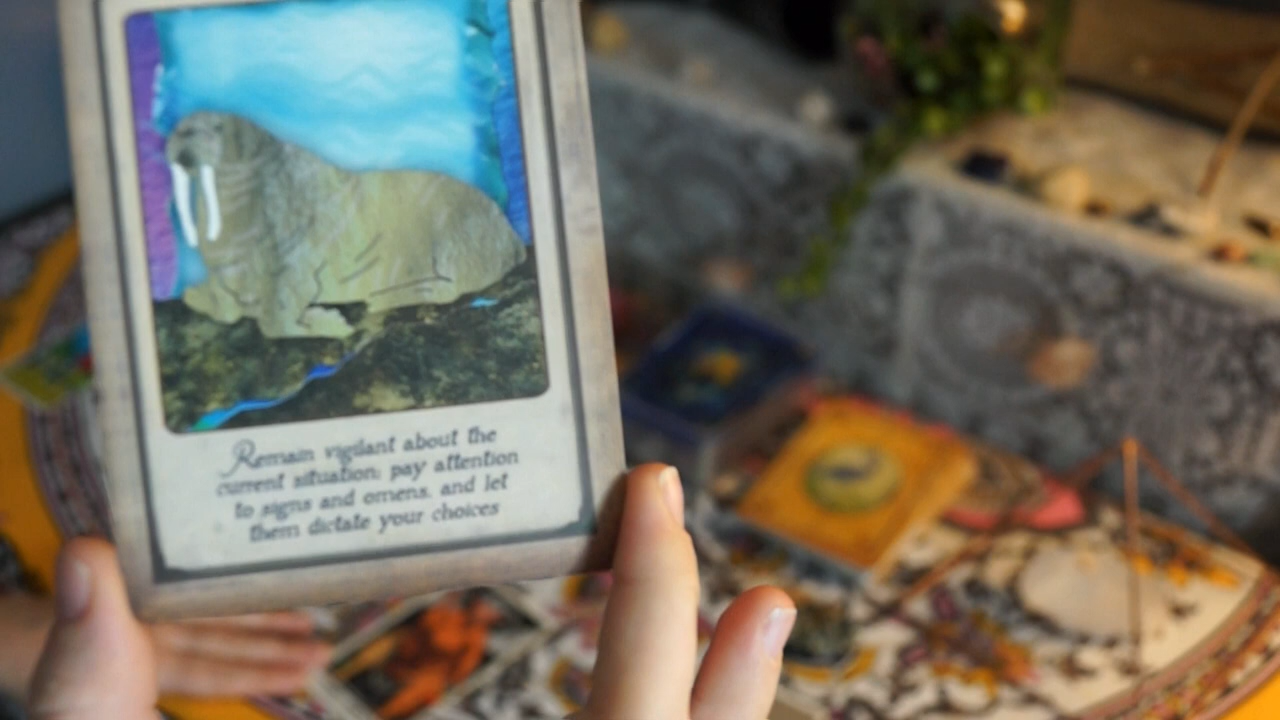 Remain vigilant about the
current situation; pay attention
to signs and omens, and let
them dictate your choices